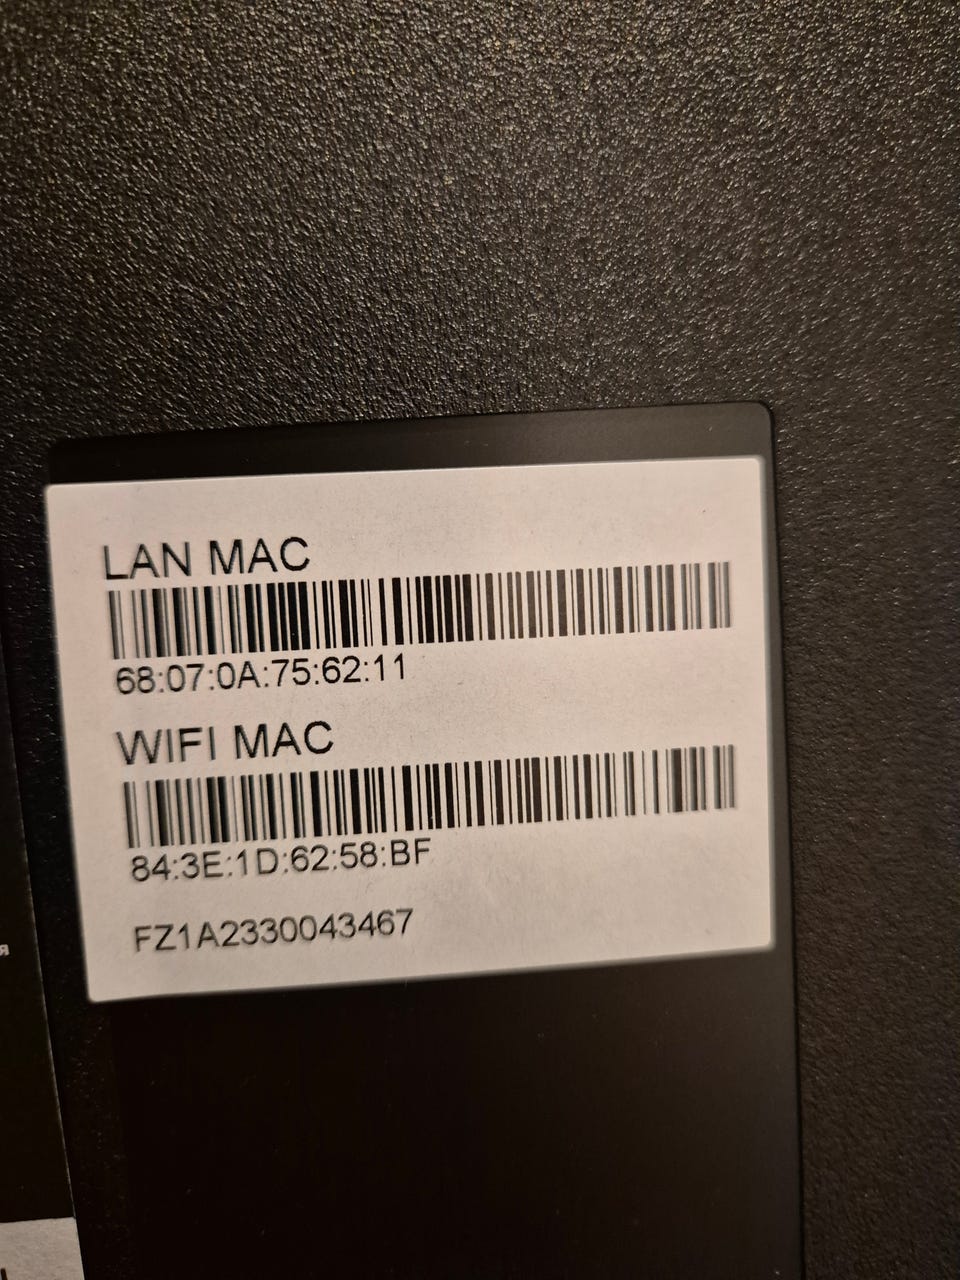 LAN MAC
68:07:0A:75:62:11
WIFI MAC
84:3E:1D:62:58:BF
FZ1A2330043467